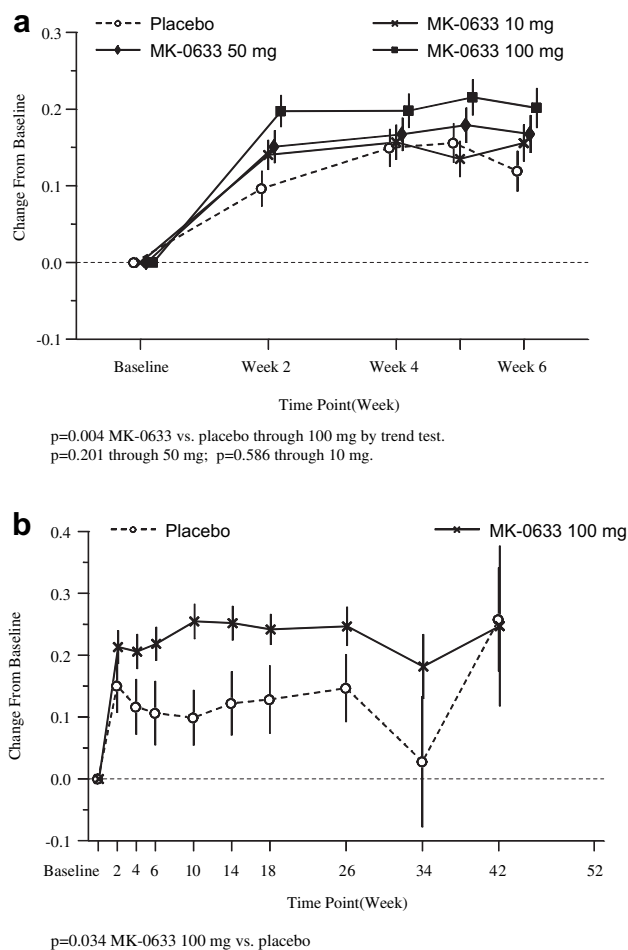 a
Placebo
MK-0633 10 mg
MK-0633 50 mg
MK-0633 100 mg
0.3
0.2
0.1
0.0
-0.1
Change From Baseline
Baseline Week 2 Week 4 Week 6
Time Point(Week)
p=0.004 MK-0633 vs. placebo through 100 mg by trend test.
p=0.201 through 50 mg; p=0.586 through 10 mg.
b
Placebo
MK-0633 100 mg
0.4
0.3
0.2
0.1
0.0
-0.1
Change From Baseline
Baseline 2 4 6 10 14 18 26 34 42 52
Time Point(Week)
p=0.034 MK-0633 100 mg vs. placebo